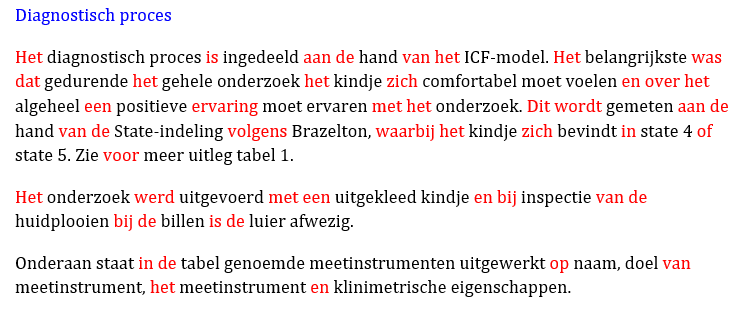 Diagnostisch proces
Het diagnostisch proces is ingedeeld aan de hand van het ICF-model. Het belangrijkste was
dat gedurende het gehele onderzoek het kindje zich comfortabel moet voelen en over het
algeheel een positieve ervaring moet ervaren met het onderzoek. Dit wordt gemeten aan de
hand van de State-indeling volgens Brazelton, waarbij het kindje zich bevindt in state 4 of
state 5. Zie voor meer uitleg tabel 1.
Het onderzoek werd uitgevoerd met een uitgekleed kindje en bij inspectie van de
huidplooien bij de billen is de luier afwezig.
Onderaan staat in de tabel genoemde meetinstrumenten uitgewerkt op naam, doel van
meetinstrument, het meetinstrument en klinimetrische eigenschappen.